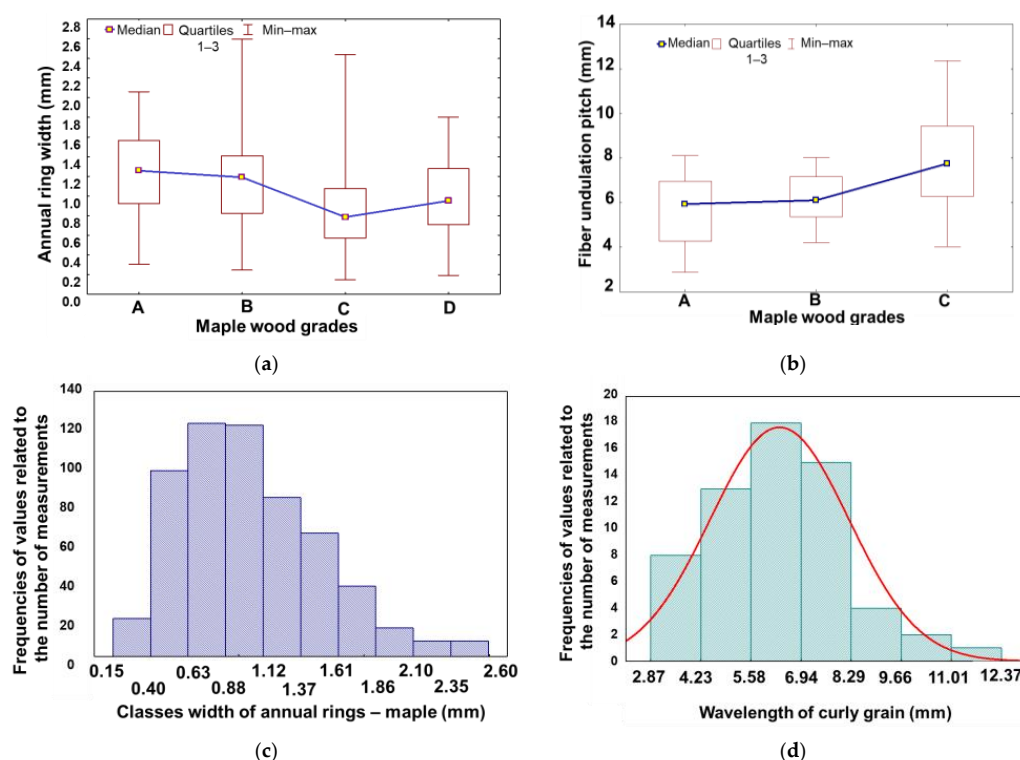 2.8
2.6
2.4
2.2
2.0
1.8
1.6
1.4
1.2
1.0
0.8
0.6
0.4
0.2
0.0
Annual ring width (mm)
Median
Quartiles
1–3
Min–max
A B C D
Maple wood grades
(a)
14
12
10
8
6
4
2
Fiber undulation pitch (mm)
Median
Quartiles
1–3
Min–max
A B C
Maple wood grades
(b)
140
120
100
80
60
40
20
0
Frequencies of values related to
the number of measurements
0.15 0.63 1.12 1.61 2.10 2.60
0.40 0.88 1.37 1.86 2.35
Classes width of annual rings – maple (mm)
(c)
20
18
16
14
12
10
8
6
4
2
0
Frequencies of values related to
the number of measurements
2.87 4.23 5.58 6.94 8.29 9.66 11.01 12.37
Wavelength of curly grain (mm)
(d)